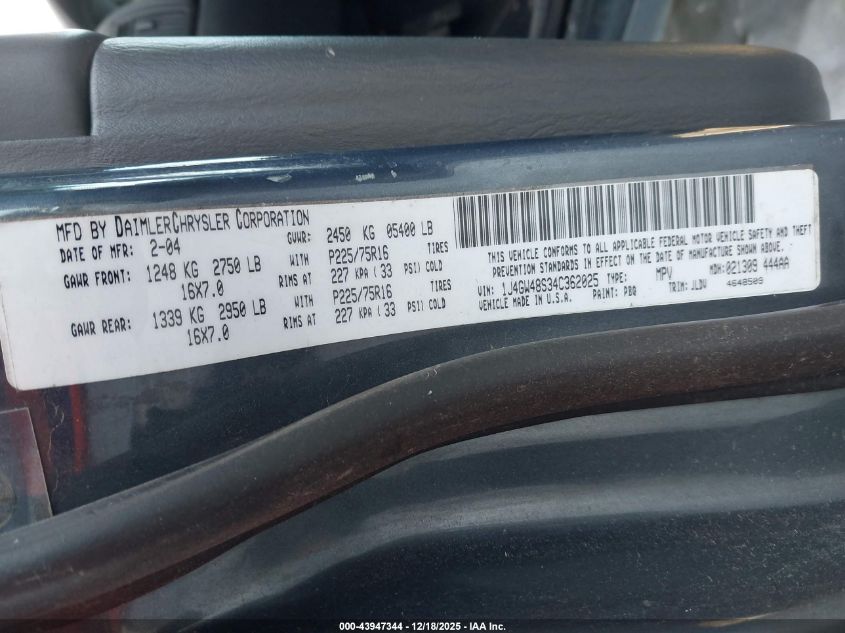 MFD BY DAIMLERCHRYSLER CORPORATION
DATE OF MFR: 2-04 GVWR: 2450 KG 05400 LB
GAWR FRONT: 1248 KG 2750 LB WITH P225/75R16 TIRES
16X7.0 RIMS AT 227 KPA ( 33 PSI) COLD
GAWR REAR: 1339 KG 2950 LB WITH P225/75R16 TIRES
16X7.0 RIMS AT 227 KPA ( 33 PSI) COLD
THIS VEHICLE CONFORMS TO ALL APPLICABLE FEDERAL MOTOR VEHICLE SAFETY AND THEFT
PREVENTION STANDARDS IN EFFECT ON THE DATE OF MANUFACTURE SHOWN ABOVE.
VIN: 1J4GW48S34C362025 TYPE: MPV MDH: 021309 444AA
VEHICLE MADE IN U.S.A. PAINT: PBQ TRIM: JLDV 4648503
000-43947344 - 12/18/2025 - IAA Inc.